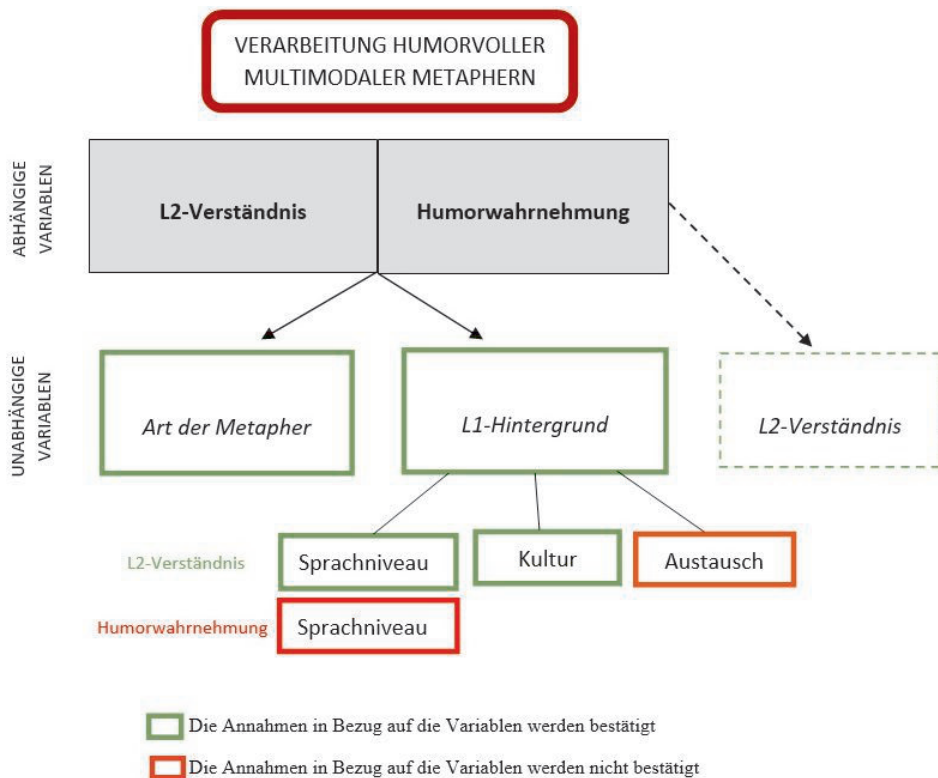 VERARBEITUNG HUMORVOLLER
MULTIMODALER METAPHERN
ABHÄNGIGE
VARIABLEN
L2-Verständnis
Humorwahrnehmung
UNABHÄNGIGE
VARIABLEN
Art der Metapher
L1-Hintergrund
L2-Verständnis
L2-Verständnis
Sprachniveau
Kultur
Austausch
Humorwahrnehmung
Sprachniveau
Die Annahmen in Bezug auf die Variablen werden bestätigt
Die Annahmen in Bezug auf die Variablen werden nicht bestätigt